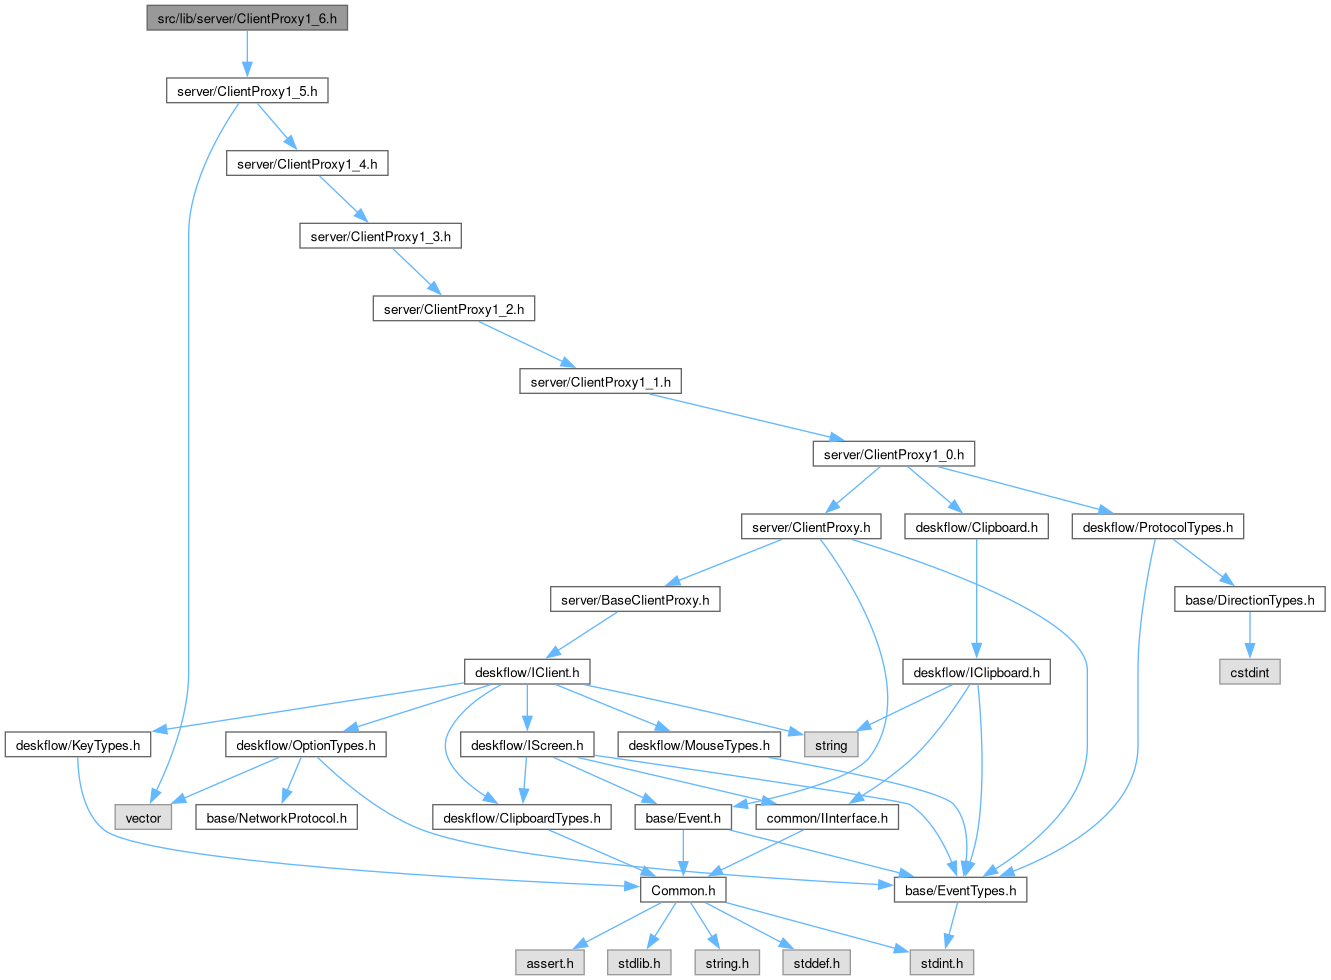 src/lib/server/ClientProxy1_6.h
server/ClientProxy1_5.h
server/ClientProxy1_4.h
server/ClientProxy1_3.h
server/ClientProxy1_2.h
server/ClientProxy1_1.h
server/ClientProxy1_0.h
server/ClientProxy.h
deskflow/Clipboard.h
deskflow/ProtocolTypes.h
server/BaseClientProxy.h
base/DirectionTypes.h
deskflow/IClient.h
deskflow/IClipboard.h
cstdint
deskflow/KeyTypes.h
deskflow/OptionTypes.h
deskflow/IScreen.h
deskflow/MouseTypes.h
string
vector
base/NetworkProtocol.h
deskflow/ClipboardTypes.h
base/Event.h
common/IInterface.h
Common.h
base/EventTypes.h
assert.h
stdlib.h
string.h
stddef.h
stdint.h